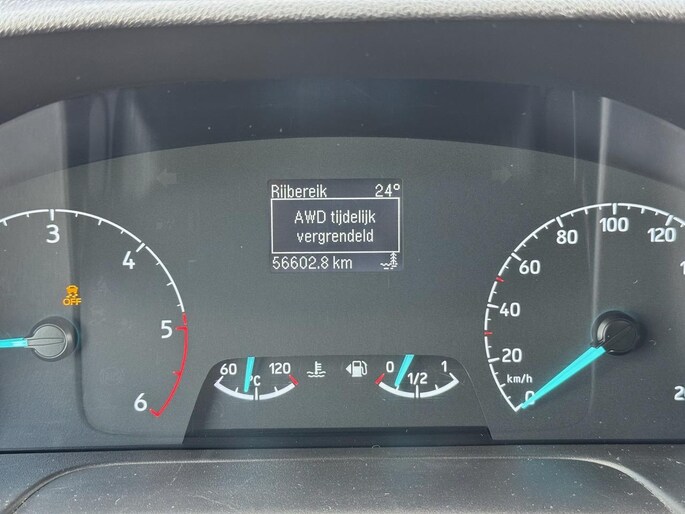 Rijbereik 24°
AWD tijdelijk
vergrendeld
56602.8 km
3
4
5
6
OFF
60 °C 120
0 1/2 1
0
20
40
60
80
100
120
km/h